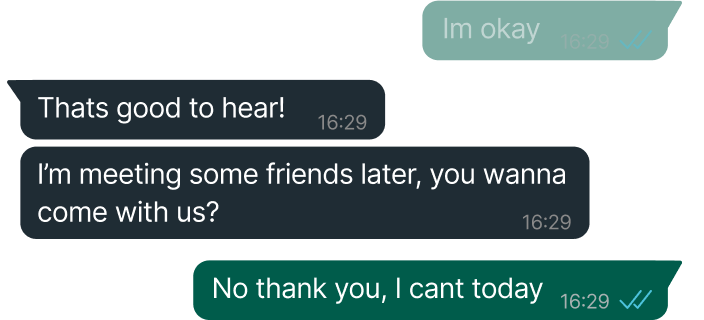 Im okay
16:29
Thats good to hear!
16:29
I'm meeting some friends later, you wanna
come with us?
16:29
No thank you, I cant today
16:29